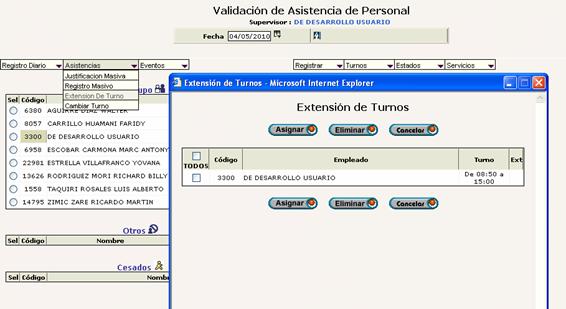 Validación de Asistencia de Personal
Supervisor : DE DESARROLLO USUARIO
Fecha 04/05/2010
Registro Diario Asistencias Eventos Registrar Turnos Estados Servicios
Justificacion Masiva
Registro Masivo
Extension De Turno
Cambiar Turno
upo
Sel Código
6380 AGUIRRE DIAZ WALTER
8057 CARRILLO HUAMANI FARIDY
3300 DE DESARROLLO USUARIO
6958 ESCOBAR CARMONA MARC ANTONY
22981 ESTRELLA VILLAFRANCO YOVANA
13626 RODRIGUEZ MORI RICHARD BILLY
1558 TAQUIRI ROSALES LUIS ALBERTO
14795 ZIMIC ZARE RICARDO MARTIN
Otros
Sel Código Nombre
Cesados
Sel Código Nomb
Extensión de Turnos - Microsoft Internet Explorer
Extensión de Turnos
Asignar Eliminar Cancelar
TODOS Código Empleado Turno Ext
3300 DE DESARROLLO USUARIO De 08:50 a
15:00
Asignar Eliminar Cancelar